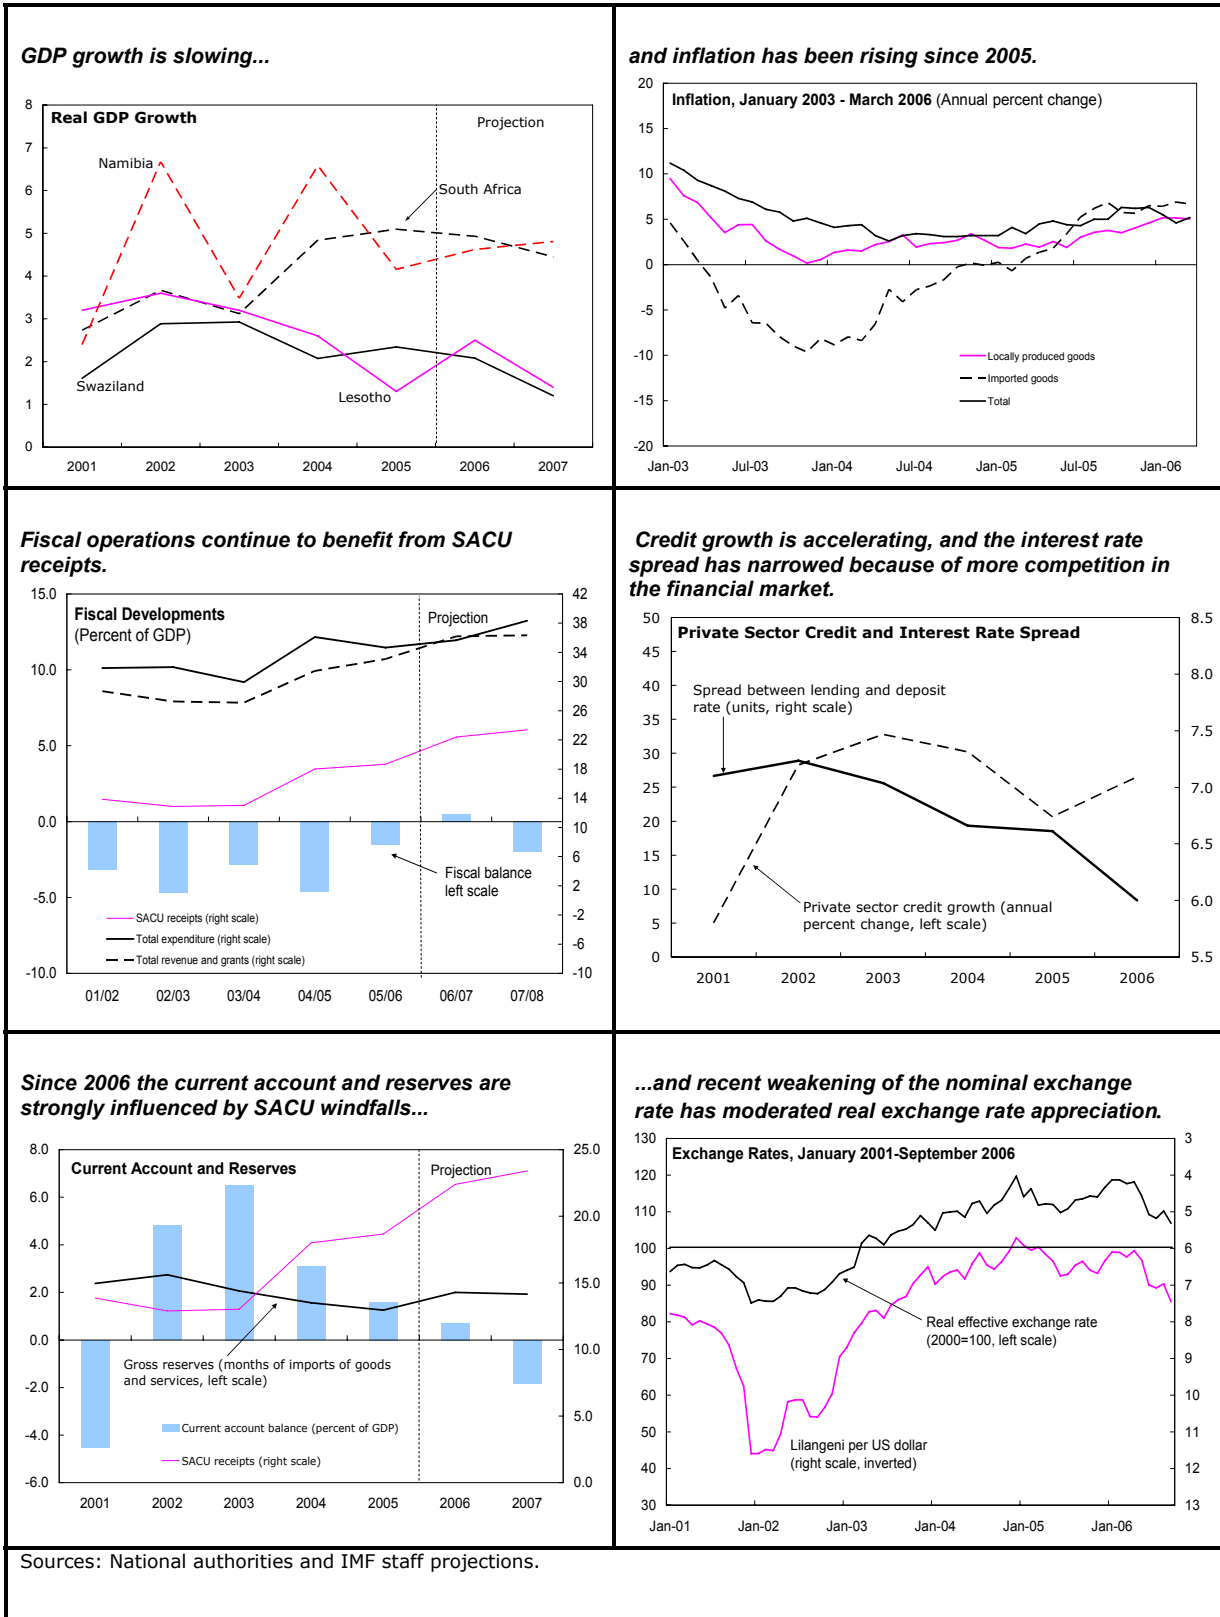 GDP growth is slowing...
8
7
6
5
4
3
2
1
0
Real GDP Growth
Projection
Namibia
South Africa
Swaziland
Lesotho
2001 2002 2003 2004 2005 2006 2007
and inflation has been rising since 2005.
20
15
10
5
0
-5
-10
-15
-20
Inflation, January 2003 - March 2006 (Annual percent change)
Locally produced goods
Imported goods
Total
Jan-03 Jul-03 Jan-04 Jul-04 Jan-05 Jul-05 Jan-06
Fiscal operations continue to benefit from SACU
receipts.
15.0
10.0
5.0
0.0
-5.0
-10.0
Fiscal Developments
(Percent of GDP)
Projection
Fiscal balance
left scale
SACU receipts (right scale)
Total expenditure (right scale)
Total revenue and grants (right scale)
42
38
34
30
26
22
18
14
10
6
2
-2
-6
-10
01/02 02/03 03/04 04/05 05/06 06/07 07/08
Credit growth is accelerating, and the interest rate
spread has narrowed because of more competition in
the financial market.
50
45
40
35
30
25
20
15
10
5
0
Private Sector Credit and Interest Rate Spread
Spread between lending and deposit
rate (units, right scale)
Private sector credit growth (annual
percent change, left scale)
8.5
8.0
7.5
7.0
6.5
6.0
5.5
2001 2002 2003 2004 2005 2006
Since 2006 the current account and reserves are
strongly influenced by SACU windfalls...
8.0
6.0
4.0
2.0
0.0
-2.0
-4.0
-6.0
Current Account and Reserves
Projection
Gross reserves (months of imports of goods
and services, left scale)
Current account balance (percent of GDP)
SACU receipts (right scale)
25.0
20.0
15.0
10.0
5.0
0.0
2001 2002 2003 2004 2005 2006 2007
...and recent weakening of the nominal exchange
rate has moderated real exchange rate appreciation.
130
120
110
100
90
80
70
60
50
40
30
Exchange Rates, January 2001-September 2006
Real effective exchange rate
(2000=100, left scale)
Lilangeni per US dollar
(right scale, inverted)
3
4
5
6
7
8
9
10
11
12
13
Jan-01 Jan-02 Jan-03 Jan-04 Jan-05 Jan-06
Sources: National authorities and IMF staff projections.